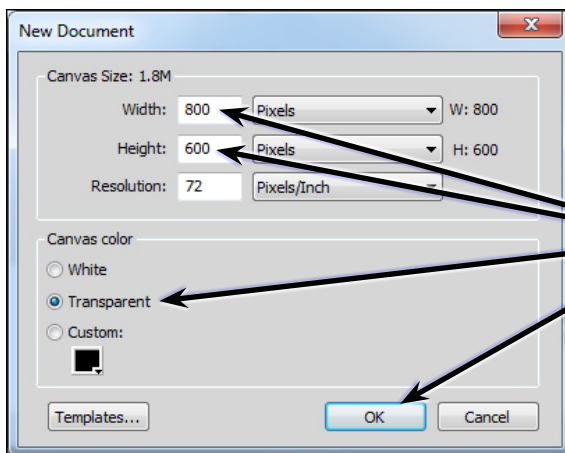 New Document
Canvas Size: 1.8M
Width: 800 Pixels W: 800
Height: 600 Pixels H: 600
Resolution: 72 Pixels/Inch
Canvas color
White
Transparent
Custom:
Templates... OK Cancel